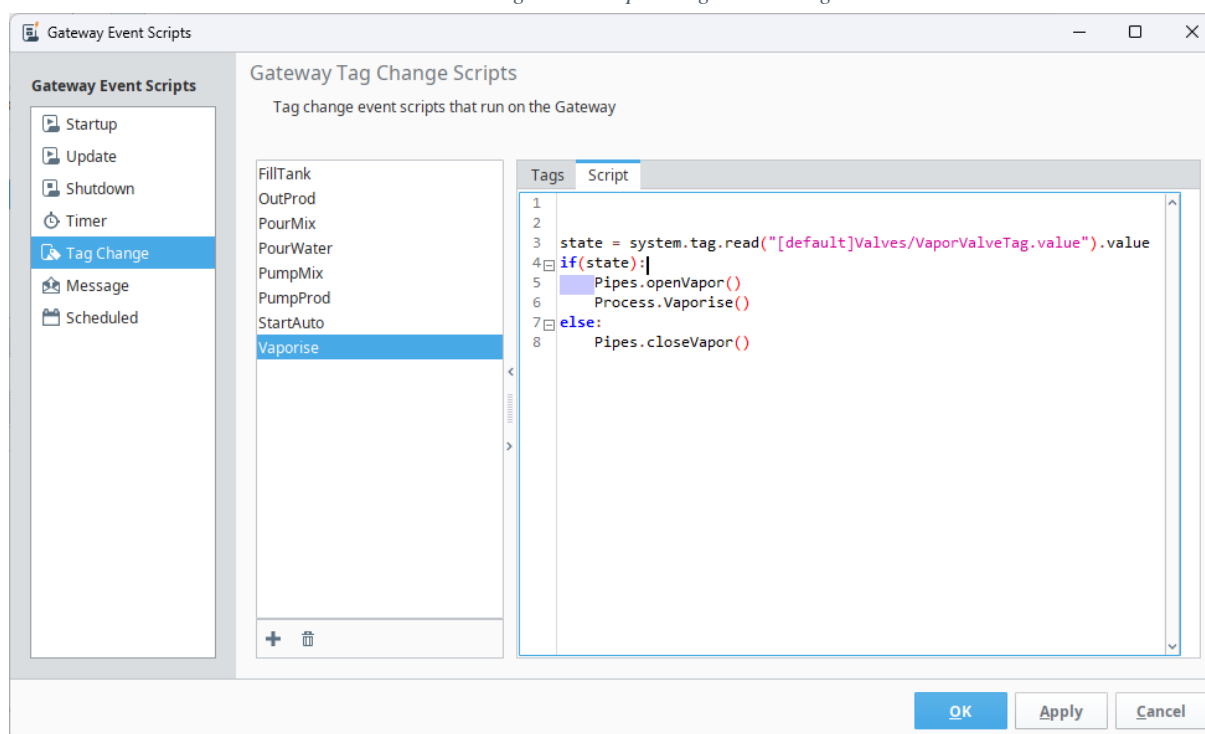 Gateway Event Scripts
Gateway Event Scripts
Startup
Update
Shutdown
Timer
Tag Change
Message
Scheduled
Gateway Tag Change Scripts
Tag change event scripts that run on the Gateway
FillTank
OutProd
PourMix
PourWater
PumpMix
PumpProd
StartAuto
Vaporise
Tags Script
1
2
3 state = system.tag.read("[default]Valves/VaporValveTag.value").value
4 if(state):
5 Pipes.openVapor()
6 Process.Vaporise()
7 else:
8 Pipes.closeVapor()
OK Apply Cancel